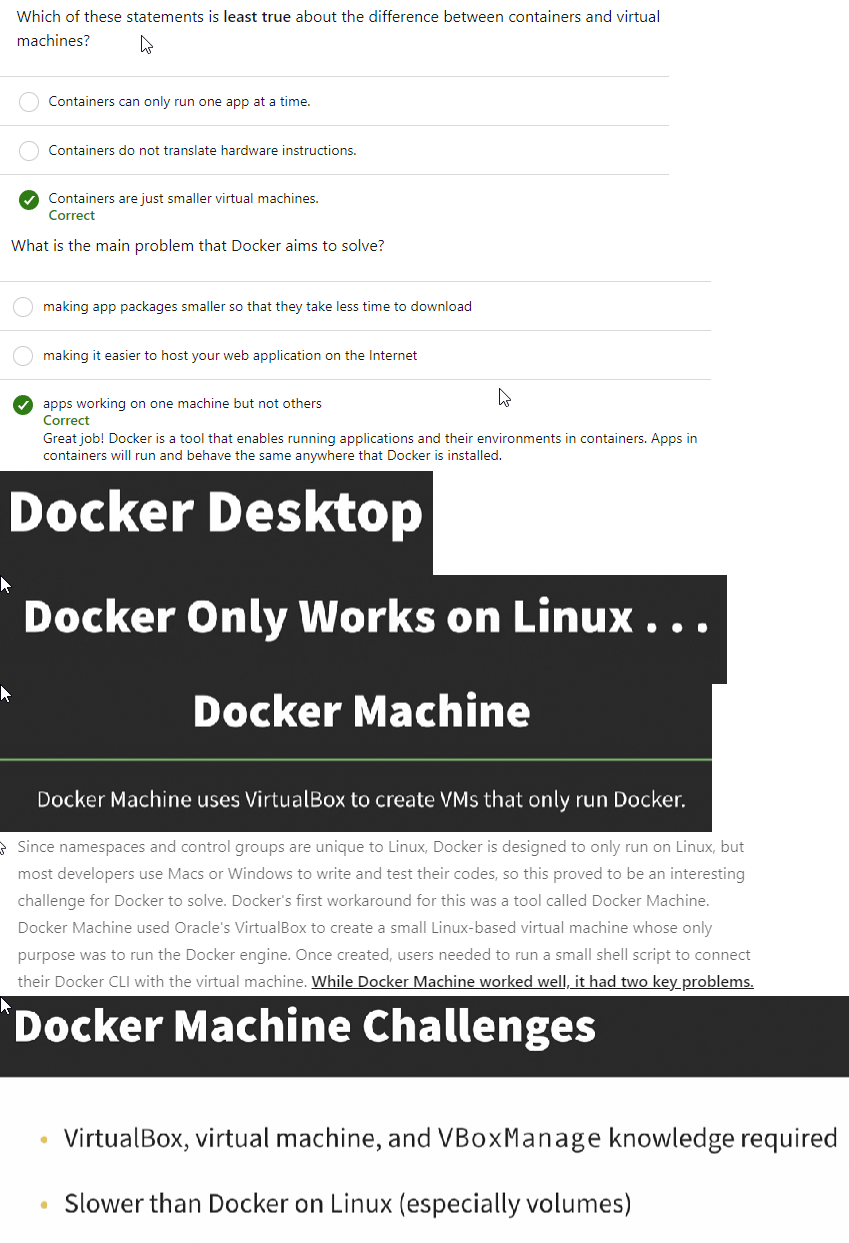 Which of these statements is least true about the difference between containers and virtual
machines?
Containers can only run one app at a time.
Containers do not translate hardware instructions.
Containers are just smaller virtual machines.
Correct
What is the main problem that Docker aims to solve?
making app packages smaller so that they take less time to download
making it easier to host your web application on the Internet
apps working on one machine but not others
Correct
Great job! Docker is a tool that enables running applications and their environments in containers. Apps in
containers will run and behave the same anywhere that Docker is installed.
Docker Desktop
Docker Only Works on Linux . . .
Docker Machine
Docker Machine uses VirtualBox to create VMs that only run Docker.
Since namespaces and control groups are unique to Linux, Docker is designed to only run on Linux, but
most developers use Macs or Windows to write and test their codes, so this proved to be an interesting
challenge for Docker to solve. Docker's first workaround for this was a tool called Docker Machine.
Docker Machine used Oracle's VirtualBox to create a small Linux-based virtual machine whose only
purpose was to run the Docker engine. Once created, users needed to run a small shell script to connect
their Docker CLI with the virtual machine. While Docker Machine worked well, it had two key problems.
Docker Machine Challenges
• VirtualBox, virtual machine, and VBoxManage knowledge required
• Slower than Docker on Linux (especially volumes)